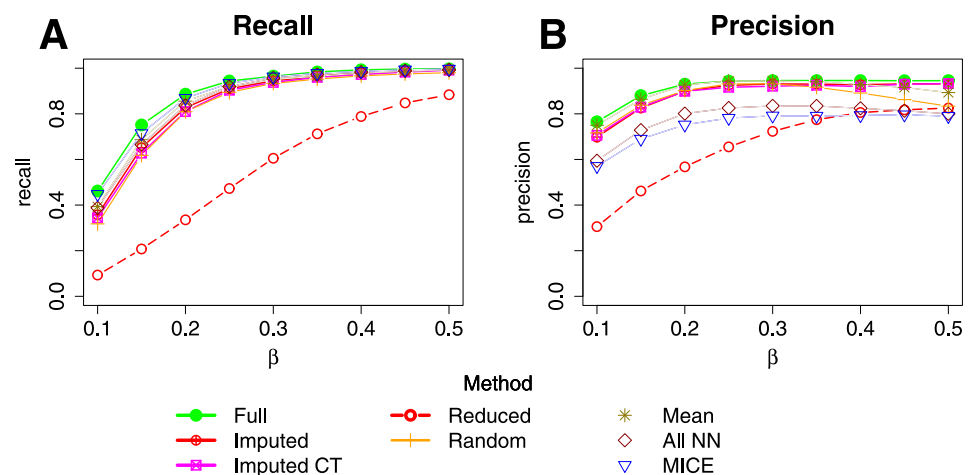 A Recall
B Precision
recall
0.0 0.4 0.8
0.1 0.2 0.3 0.4 0.5
β
precision
0.0 0.4 0.8
0.1 0.2 0.3 0.4 0.5
β
Method
Full
Imputed
Imputed CT
Reduced
Random
Mean
All NN
MICE